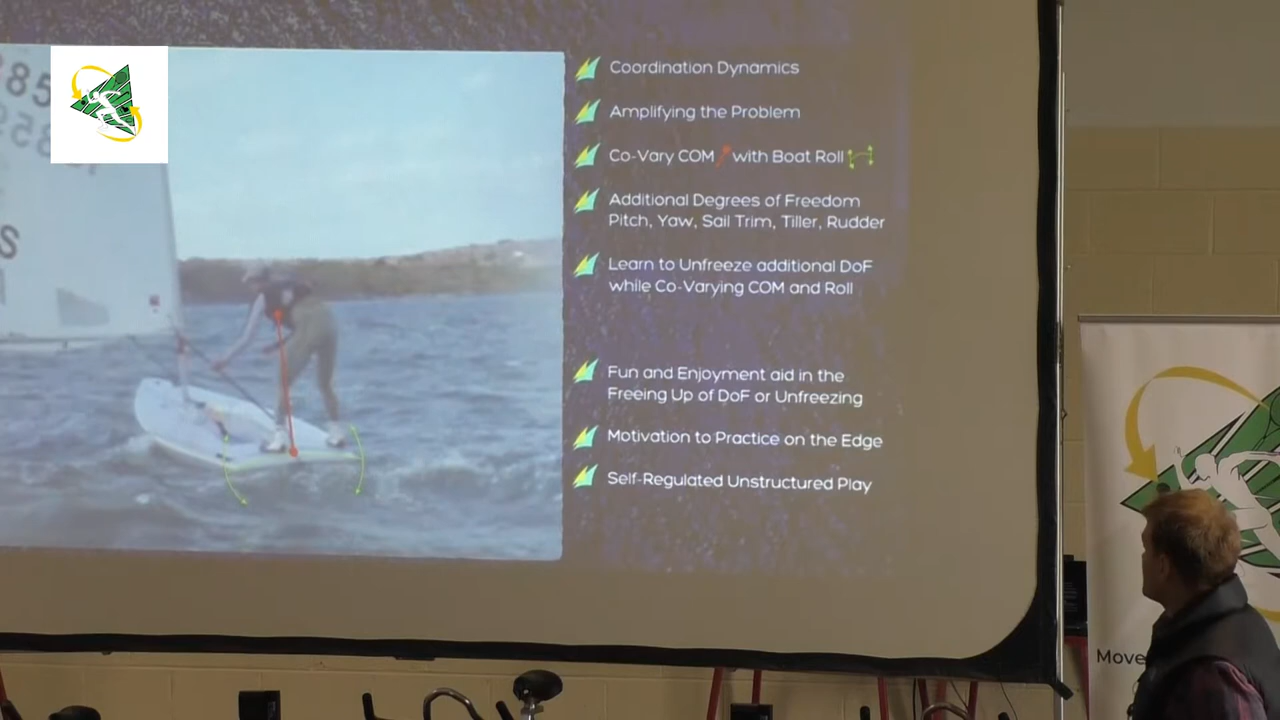 Coordination Dynamics
Amplifying the Problem
Co-Vary COM with Boat Roll
Additional Degrees of Freedom
Pitch, Yaw, Sail Trim, Tiller, Rudder
Learn to Unfreeze additional DoF
while Co-Varying COM and Roll
Fun and Enjoyment aid in the
Freeing Up of DoF or Unfreezing
Motivation to Practice on the Edge
Self-Regulated Unstructured Play
85
S
Move